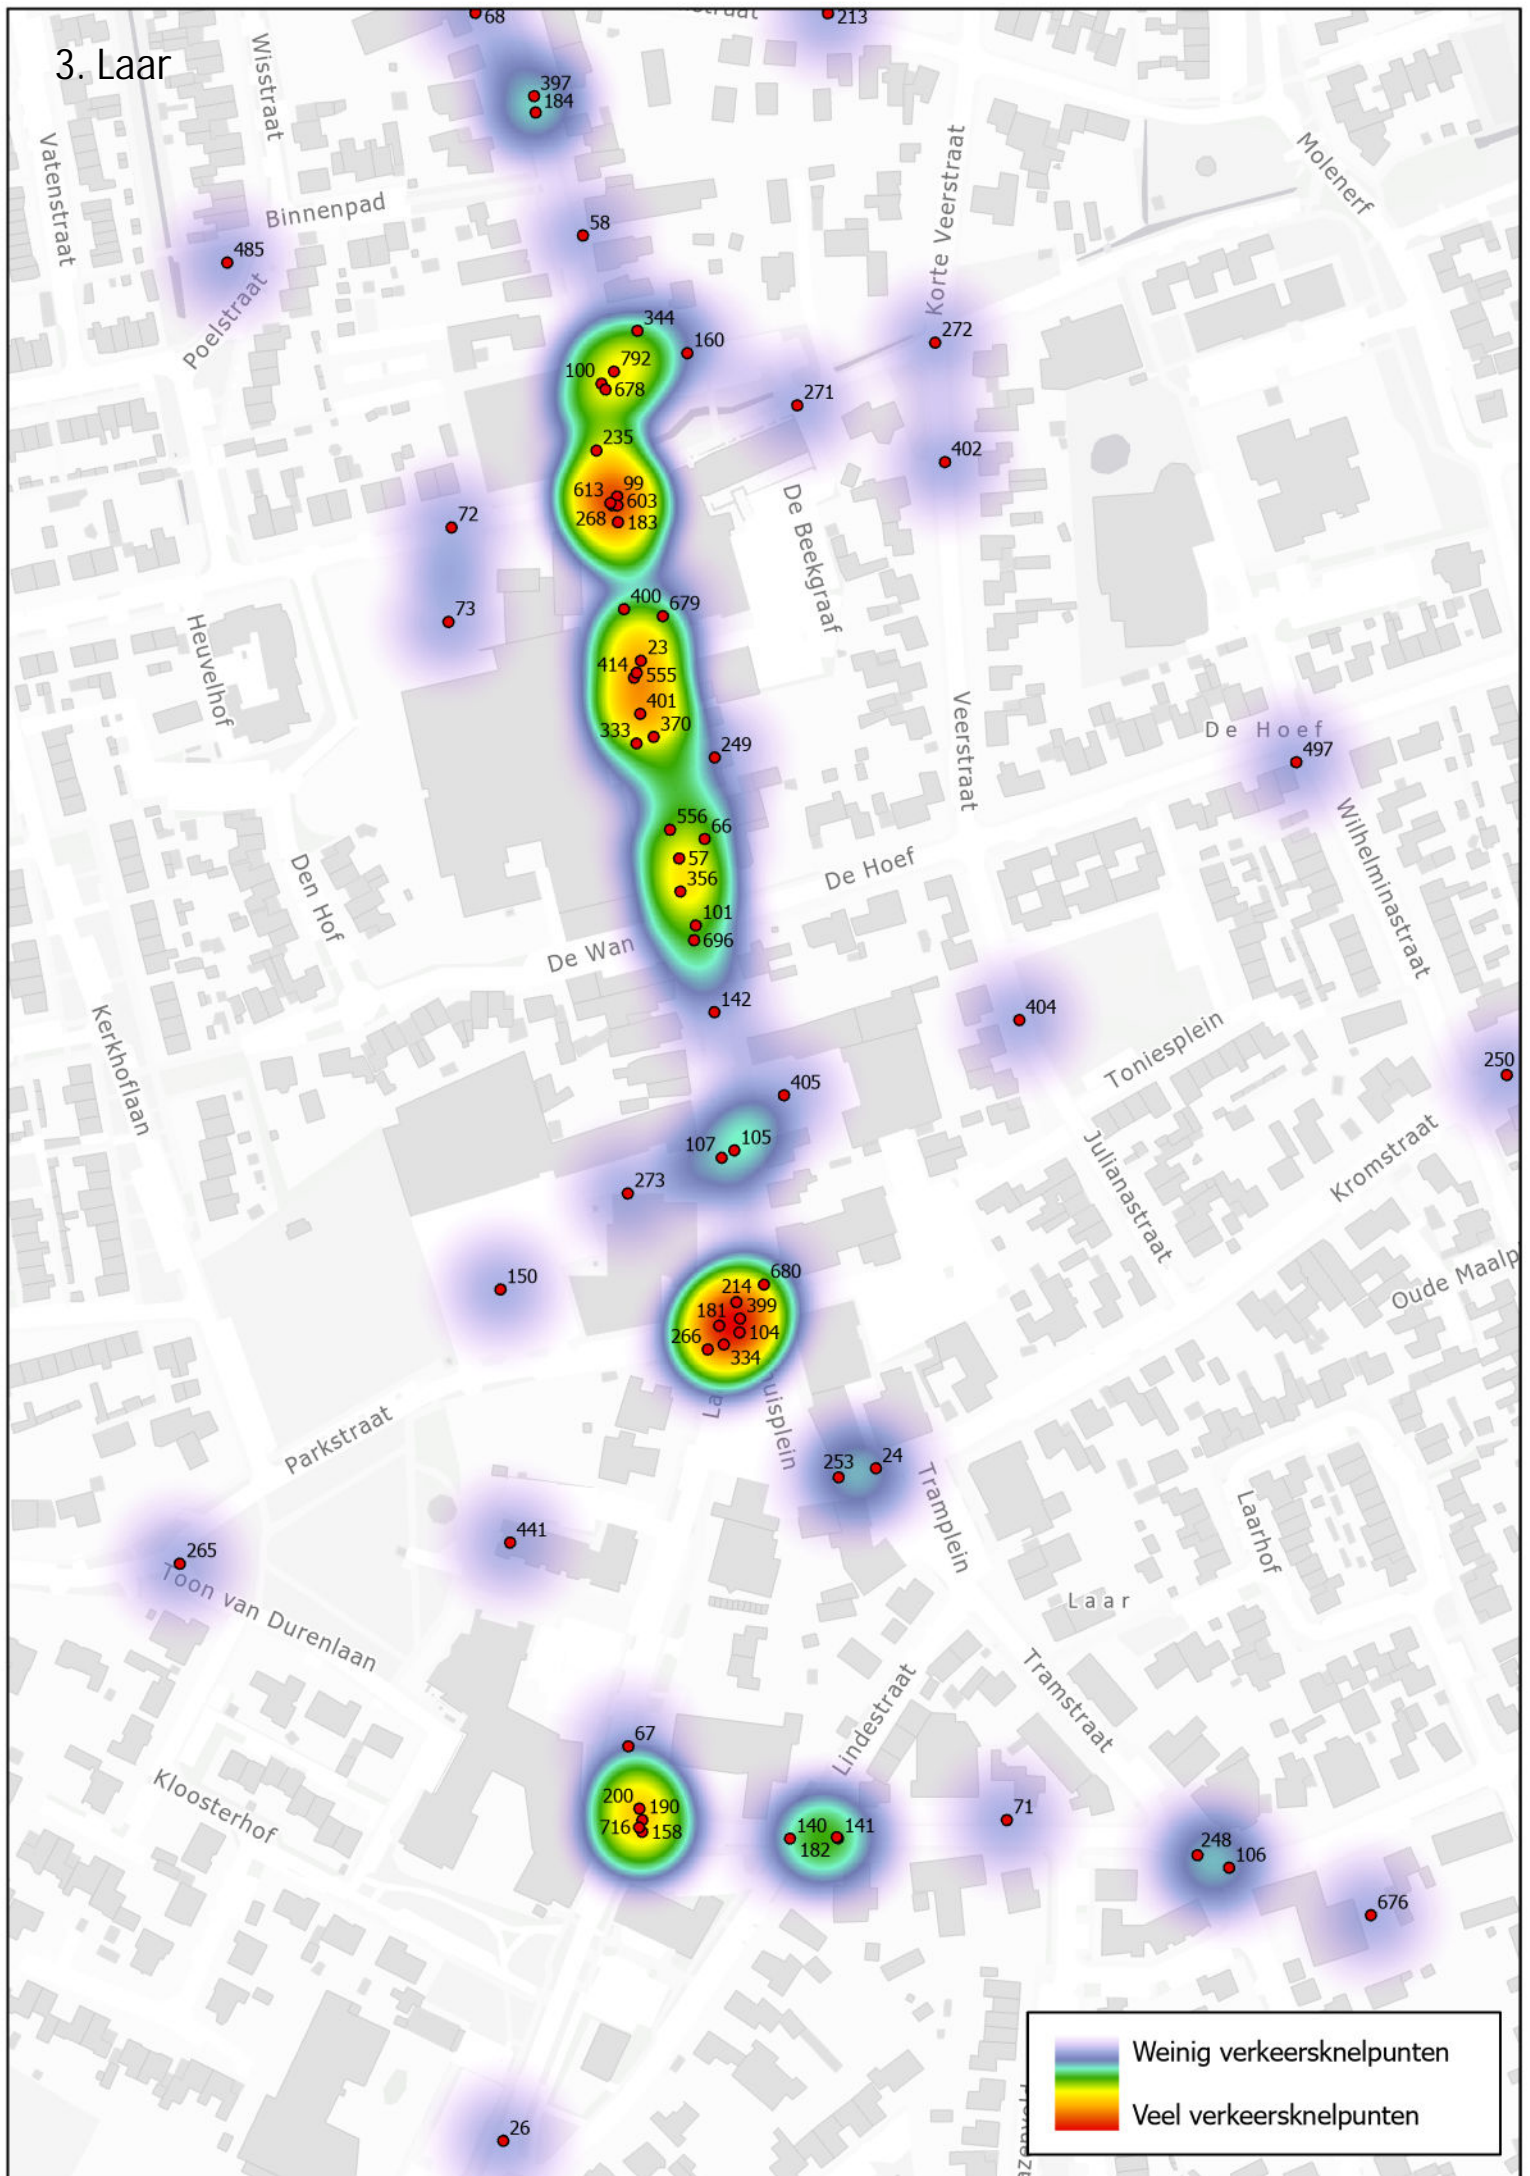 68
213
3. Laar
Wisstraat
397
184
Vatenstraat
Molenerf
Korte Veerstraat
Binnenpad
58
485
Poelstraat
344
160
272
792
100
678
271
235
402
99
613
603
268
183
72
De Beekgraaf
400
679
73
Heuvelhof
23
414
555
401
370
333
249
Veerstraat
De Hoef
497
Wilhelminastraat
556
66
57
De Hoef
356
Den Hof
101
696
De Wan
142
404
Kerkhoflaan
Toniesplein
250
405
107
105
Julianastraat
Kromstraat
273
680
150
214
399
181
104
266
334
Oude Maalp
Parkstraat
La
uisplein
253
24
Tramplein
Laarhof
441
265
Toon van Durenlaan
Laar
Tramstraat
Lindestraat
67
200
190
716
158
140
141
182
71
Kloosterhof
248
106
676
26
Weinig verkeersknelpunten
Veel verkeersknelpunten